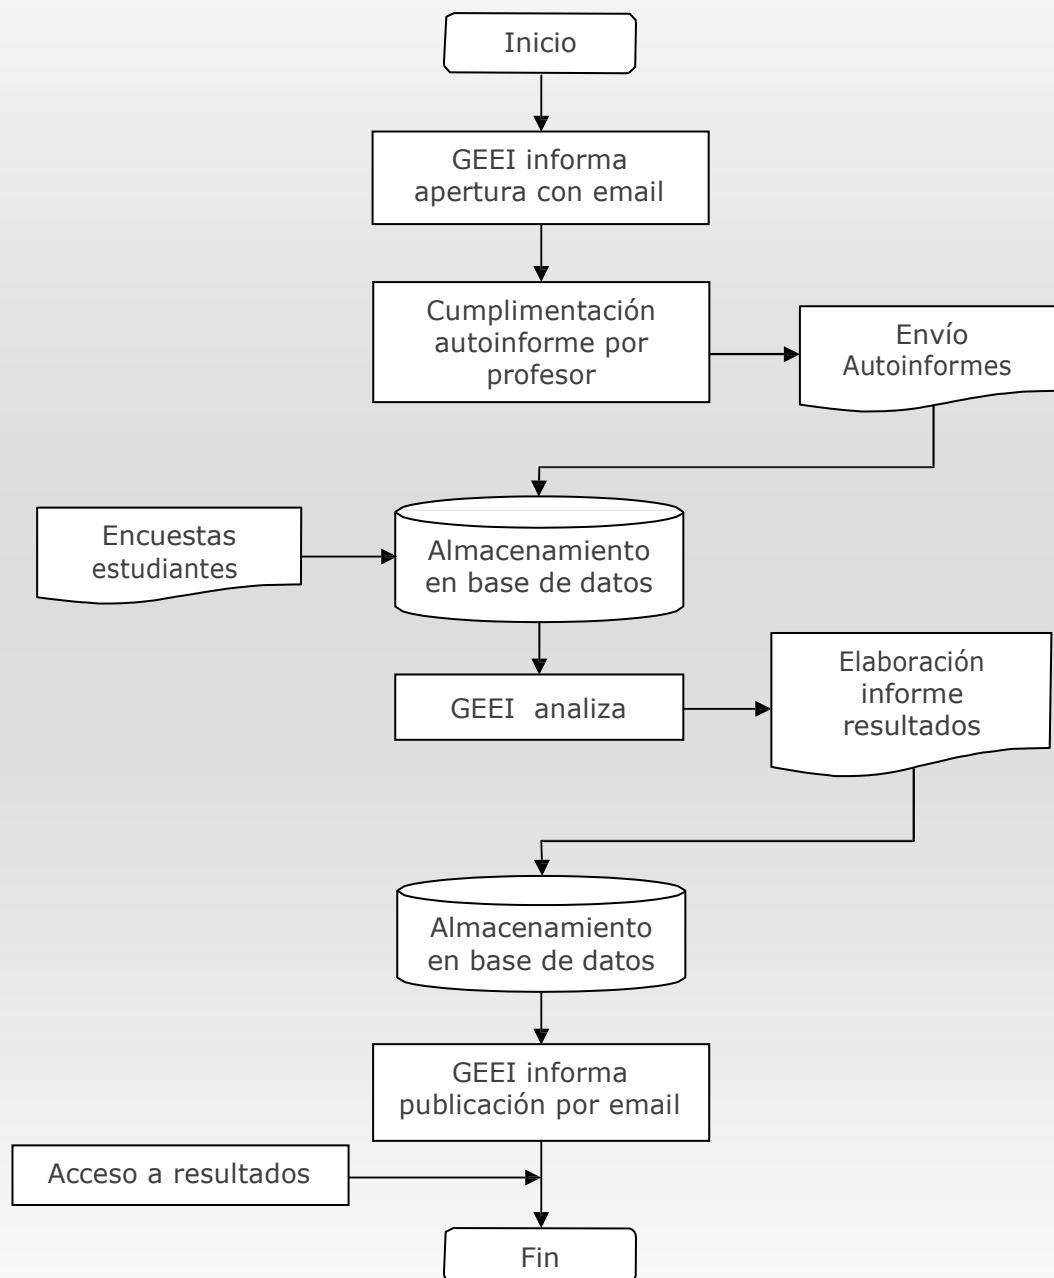 Inicio
GEEI informa
apertura con email
Cumplimentación
autoinforme por
profesor
Envío
Autoinformes
Encuestas
estudiantes
Almacenamiento
en base de datos
GEEI analiza
Elaboración
informe
resultados
Almacenamiento
en base de datos
GEEI informa
publicación por email
Acceso a resultados
Fin